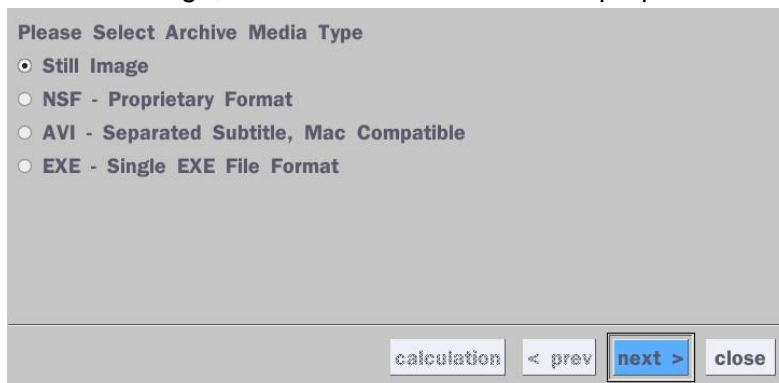 Please Select Archive Media Type
Still Image
NSF - Proprietary Format
AVI - Separated Subtitle, Mac Compatible
EXE - Single EXE File Format
calculation < prev next > close